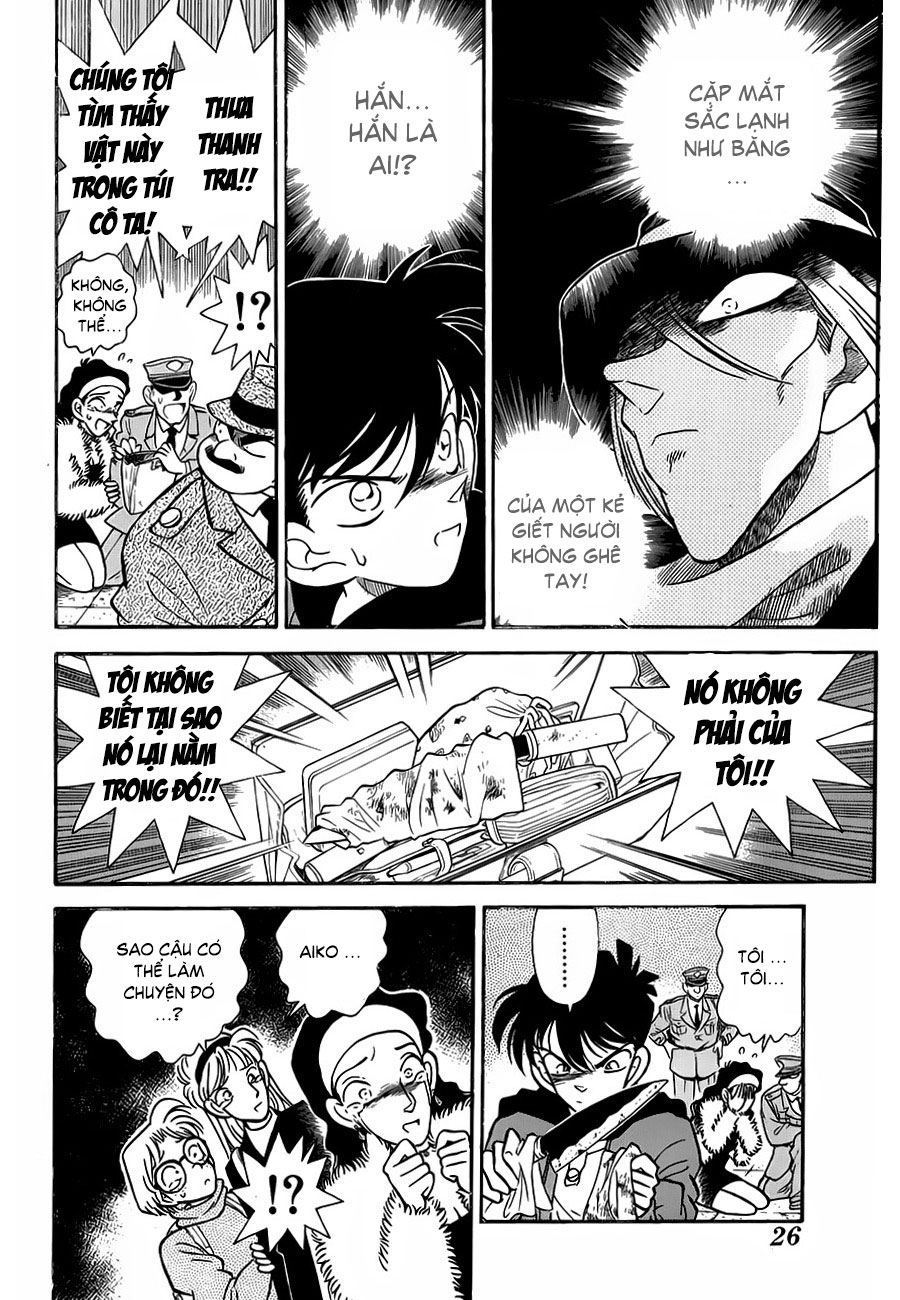 CẶP MẮT
SẮC LẠNH
NHƯ BĂNG
...
CỦA MỘT KẺ
GIẾT NGƯỜI
KHÔNG GHÊ
TAY!
HẮN...
HẮN LÀ
AI!?
THƯA
THANH
TRA!!
CHÚNG TÔI
TÌM THẤY
VẬT NÀY
TRONG TÚI
CÔ TA!
!?
KHÔNG,
KHÔNG
THỂ...
NÓ KHÔNG
PHẢI CỦA
TÔI!!
TÔI KHÔNG
BIẾT TẠI SAO
NÓ LẠI NẰM
TRONG ĐÓ!!
TÔI ...
TÔI...
........
AIKO ...
SAO CẬU CÓ
THỂ LÀM
CHUYỆN ĐÓ
...?
!?
26